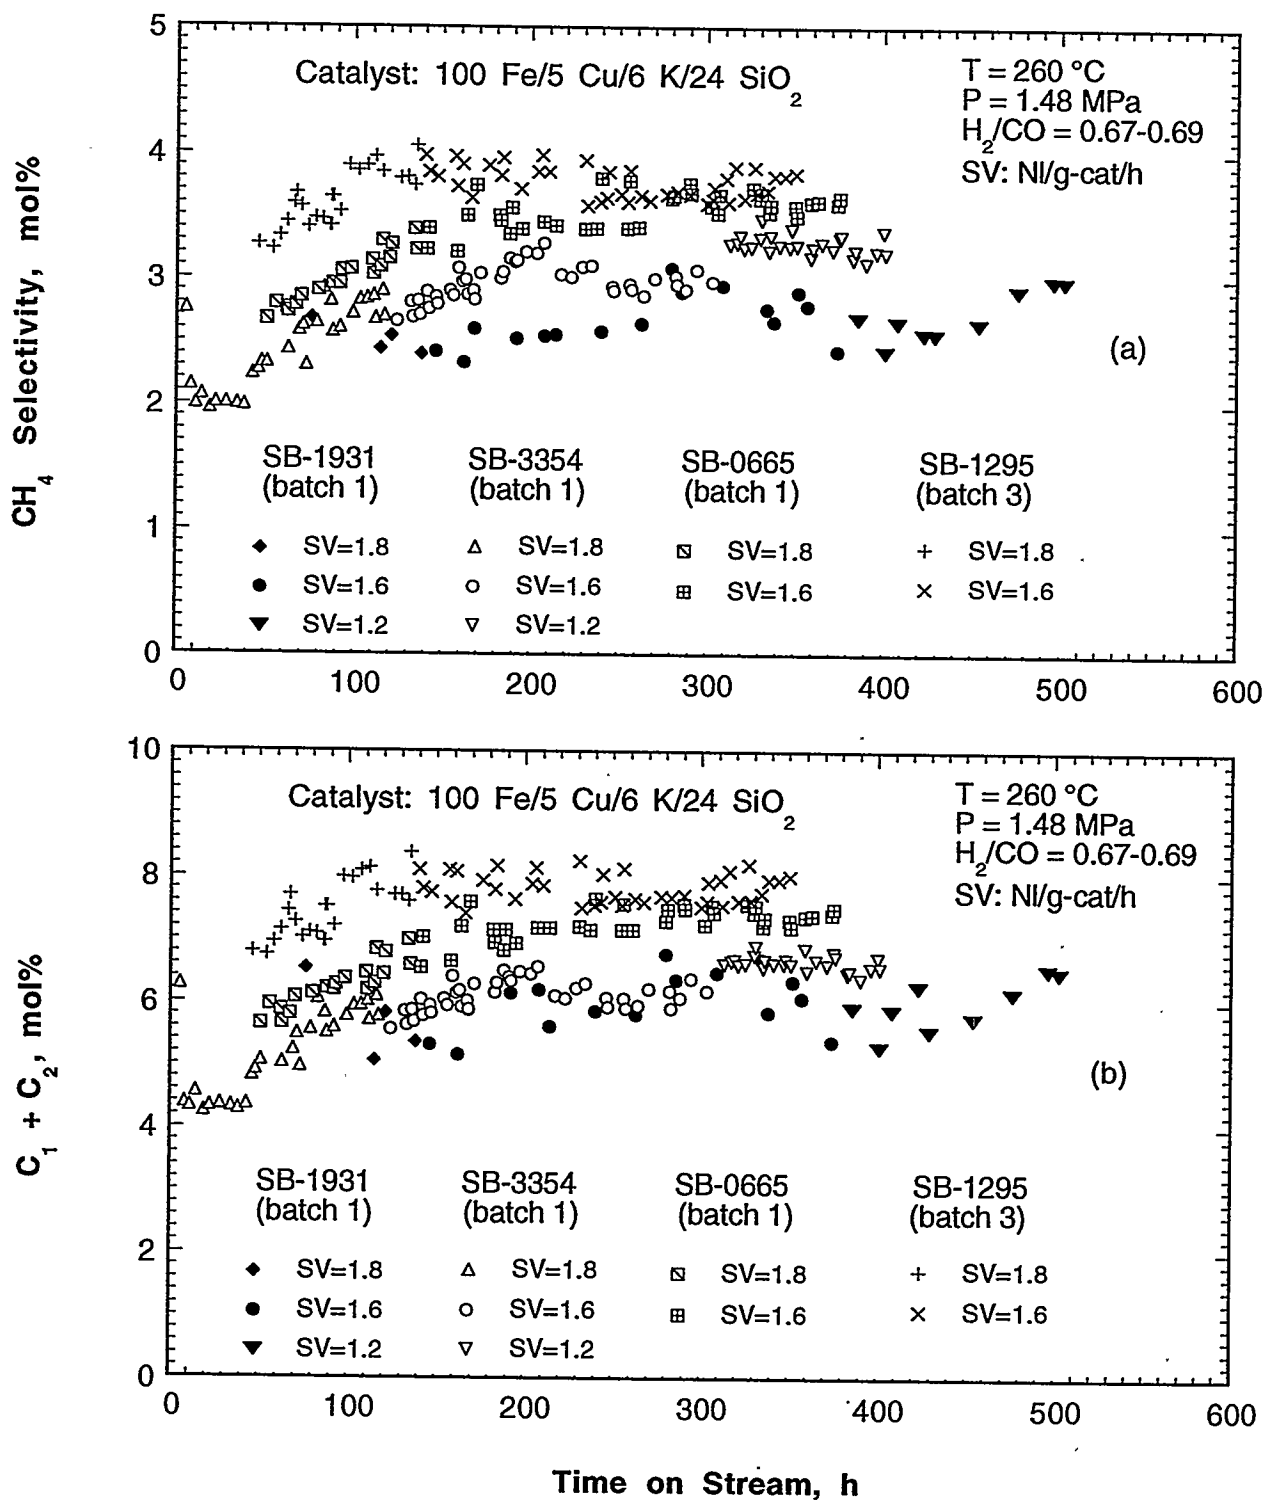 5
Catalyst: 100 Fe/5 Cu/6 K/24 SiO2
T = 260 °C
P = 1.48 MPa
H2/CO = 0.67-0.69
SV: Nl/g-cat/h
4
3
2
1
0
CH4 Selectivity, mol%
(a)
SB-1931 SB-3354 SB-0665 SB-1295
(batch 1) (batch 1) (batch 1) (batch 3)
SV=1.8 SV=1.8 SV=1.8 SV=1.8
SV=1.6 SV=1.6 SV=1.6 SV=1.6
SV=1.2 SV=1.2
0 100 200 300 400 500 600
10
Catalyst: 100 Fe/5 Cu/6 K/24 SiO2
T = 260 °C
P = 1.48 MPa
H2/CO = 0.67-0.69
SV: Nl/g-cat/h
8
6
4
2
0
C1 + C2, mol%
(b)
SB-1931 SB-3354 SB-0665 SB-1295
(batch 1) (batch 1) (batch 1) (batch 3)
SV=1.8 SV=1.8 SV=1.8 SV=1.8
SV=1.6 SV=1.6 SV=1.6 SV=1.6
SV=1.2 SV=1.2
0 100 200 300 400 500 600
Time on Stream, h